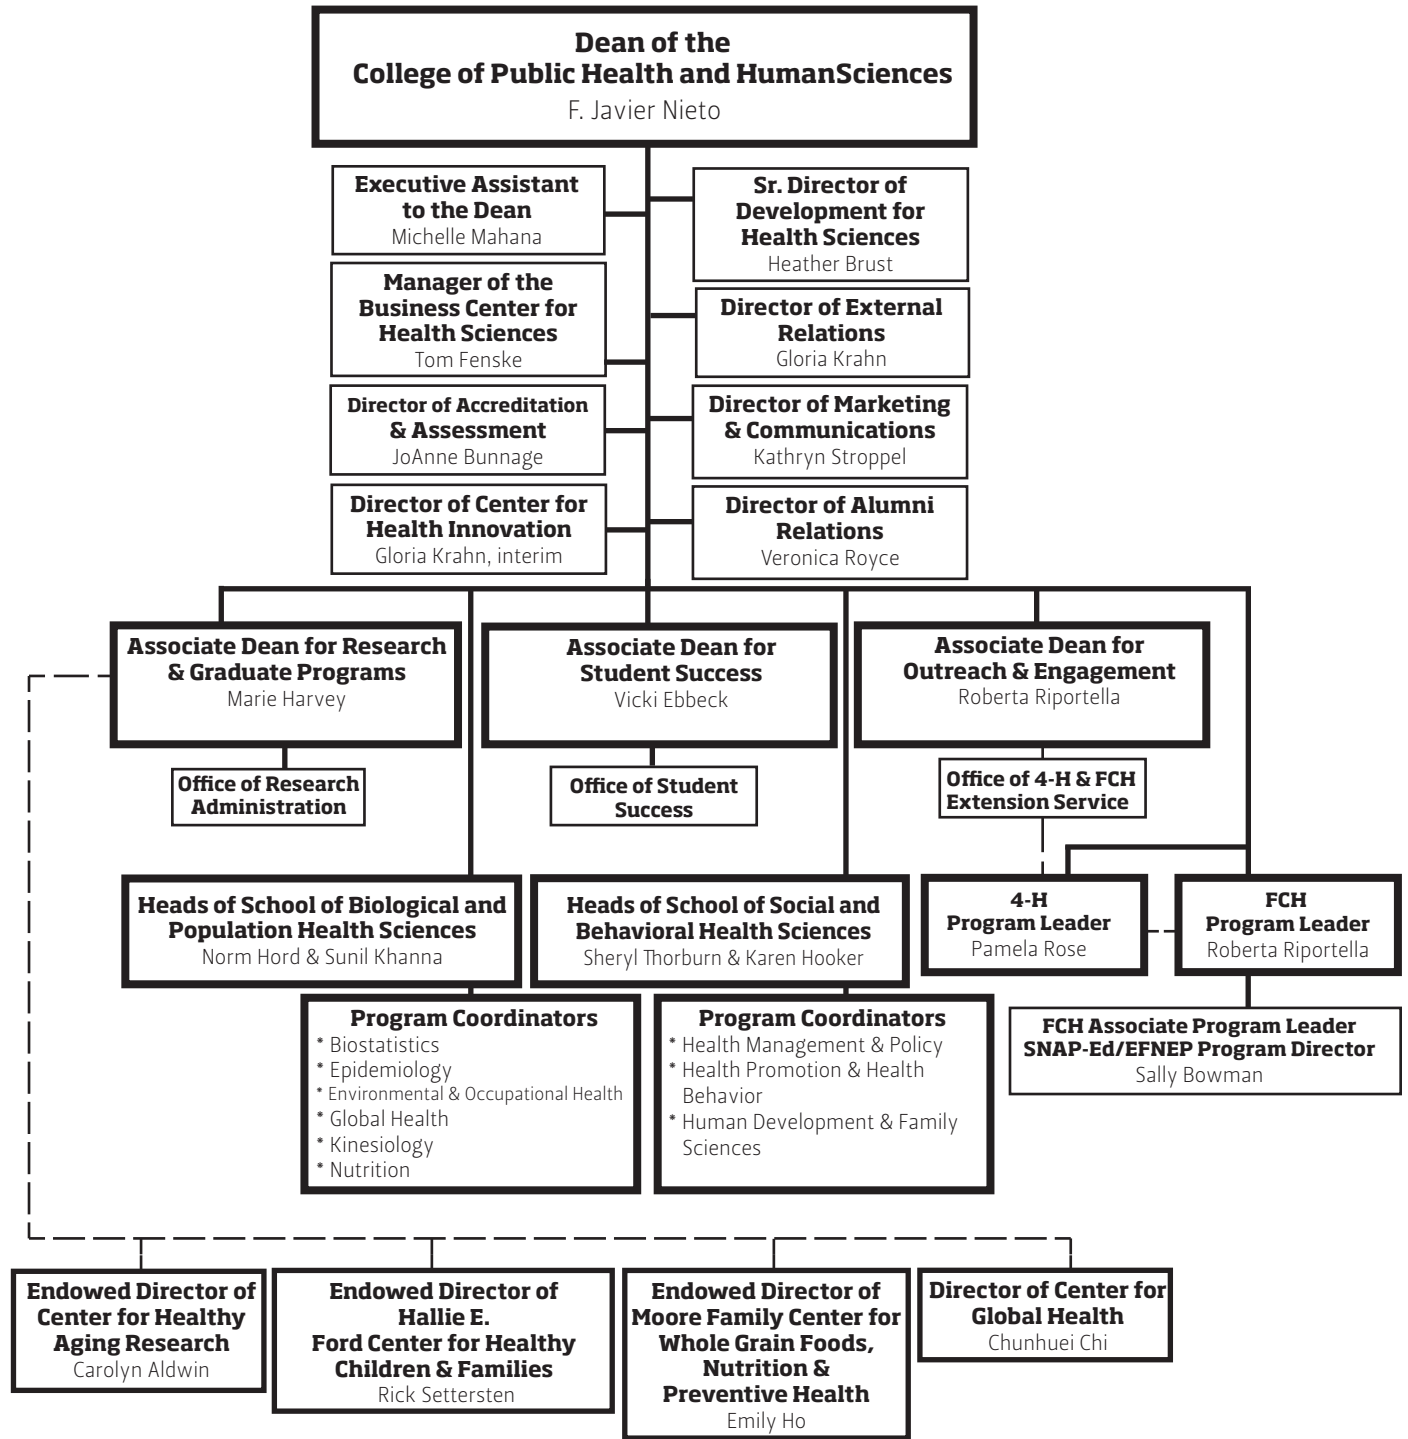 Dean of the
College of Public Health and HumanSciences
F. Javier Nieto
Executive Assistant
to the Dean
Michelle Mahana
Sr. Director of
Development for
Health Sciences
Heather Brust
Manager of the
Business Center for
Health Sciences
Tom Fenske
Director of External
Relations
Gloria Krahn
Director of Accreditation
& Assessment
JoAnne Bunnage
Director of Marketing
& Communications
Kathryn Stroppel
Director of Center for
Health Innovation
Gloria Krahn, interim
Director of Alumni
Relations
Veronica Royce
Associate Dean for Research
& Graduate Programs
Marie Harvey
Associate Dean for
Student Success
Vicki Ebbeck
Associate Dean for
Outreach & Engagement
Roberta Riportella
Office of Research
Administration
Office of Student
Success
Office of 4-H & FCH
Extension Service
Heads of School of Biological and
Population Health Sciences
Norm Hord & Sunil Khanna
Heads of School of Social and
Behavioral Health Sciences
Sheryl Thorburn & Karen Hooker
4-H
Program Leader
Pamela Rose
FCH
Program Leader
Roberta Riportella
Program Coordinators
* Biostatistics
* Epidemiology
* Environmental & Occupational Health
* Global Health
* Kinesiology
* Nutrition
Program Coordinators
* Health Management & Policy
* Health Promotion & Health
Behavior
* Human Development & Family
Sciences
FCH Associate Program Leader
SNAP-Ed/EFNEP Program Director
Sally Bowman
Endowed Director of
Center for Healthy
Aging Research
Carolyn Aldwin
Endowed Director of
Hallie E.
Ford Center for Healthy
Children & Families
Rick Settersten
Endowed Director of
Moore Family Center for
Whole Grain Foods,
Nutrition &
Preventive Health
Emily Ho
Director of Center for
Global Health
Chunhuei Chi